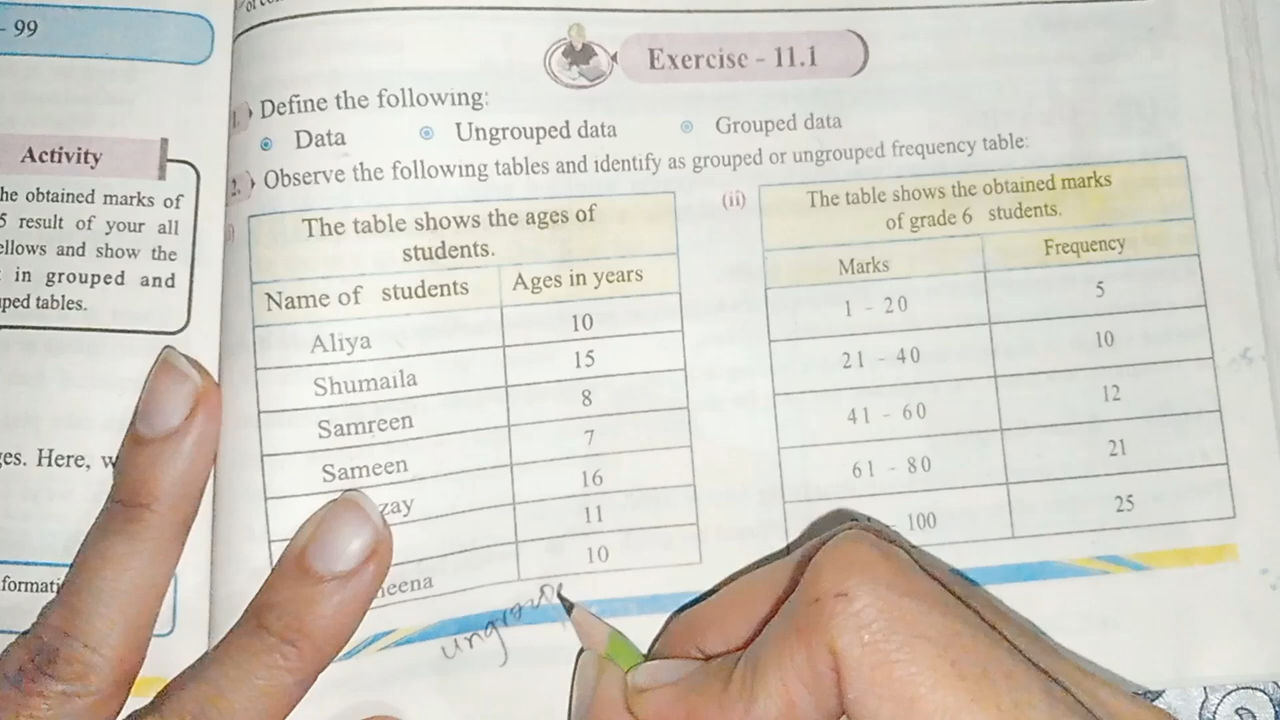 - 99
Activity
he obtained marks of
5 result of your all
ellows and show the
in grouped and
ped tables.
ges. Here, w
formati
Exercise - 11.1
1. Define the following:
Data Ungrouped data Grouped data
2. Observe the following tables and identify as grouped or ungrouped frequency table:
The table shows the ages of
students.
Name of students Ages in years
Aliya 10
Shumaila 15
Samreen 8
Sameen 7
zay 16
11
eena 10
(ii)
The table shows the obtained marks
of grade 6 students.
Marks Frequency
1 - 20 5
21 - 40 10
41 - 60 12
61 - 80 21
- 100 25
ungroupe